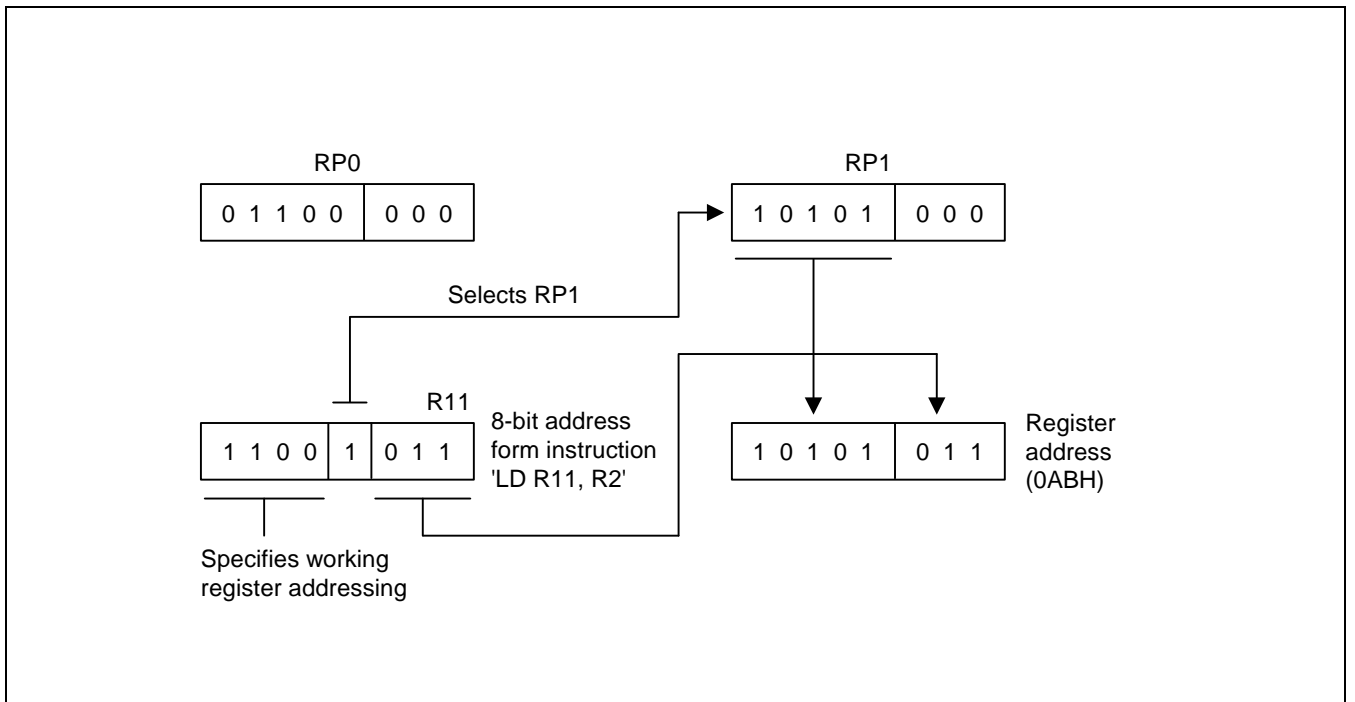 RP0
0 1 1 0 0 0 0 0
RP1
1 0 1 0 1 0 0 0
Selects RP1
R11
1 1 0 0 1 0 1 1
8-bit address
form instruction
'LD R11, R2'
1 0 1 0 1 0 1 1
Register
address
(0ABH)
Specifies working
register addressing